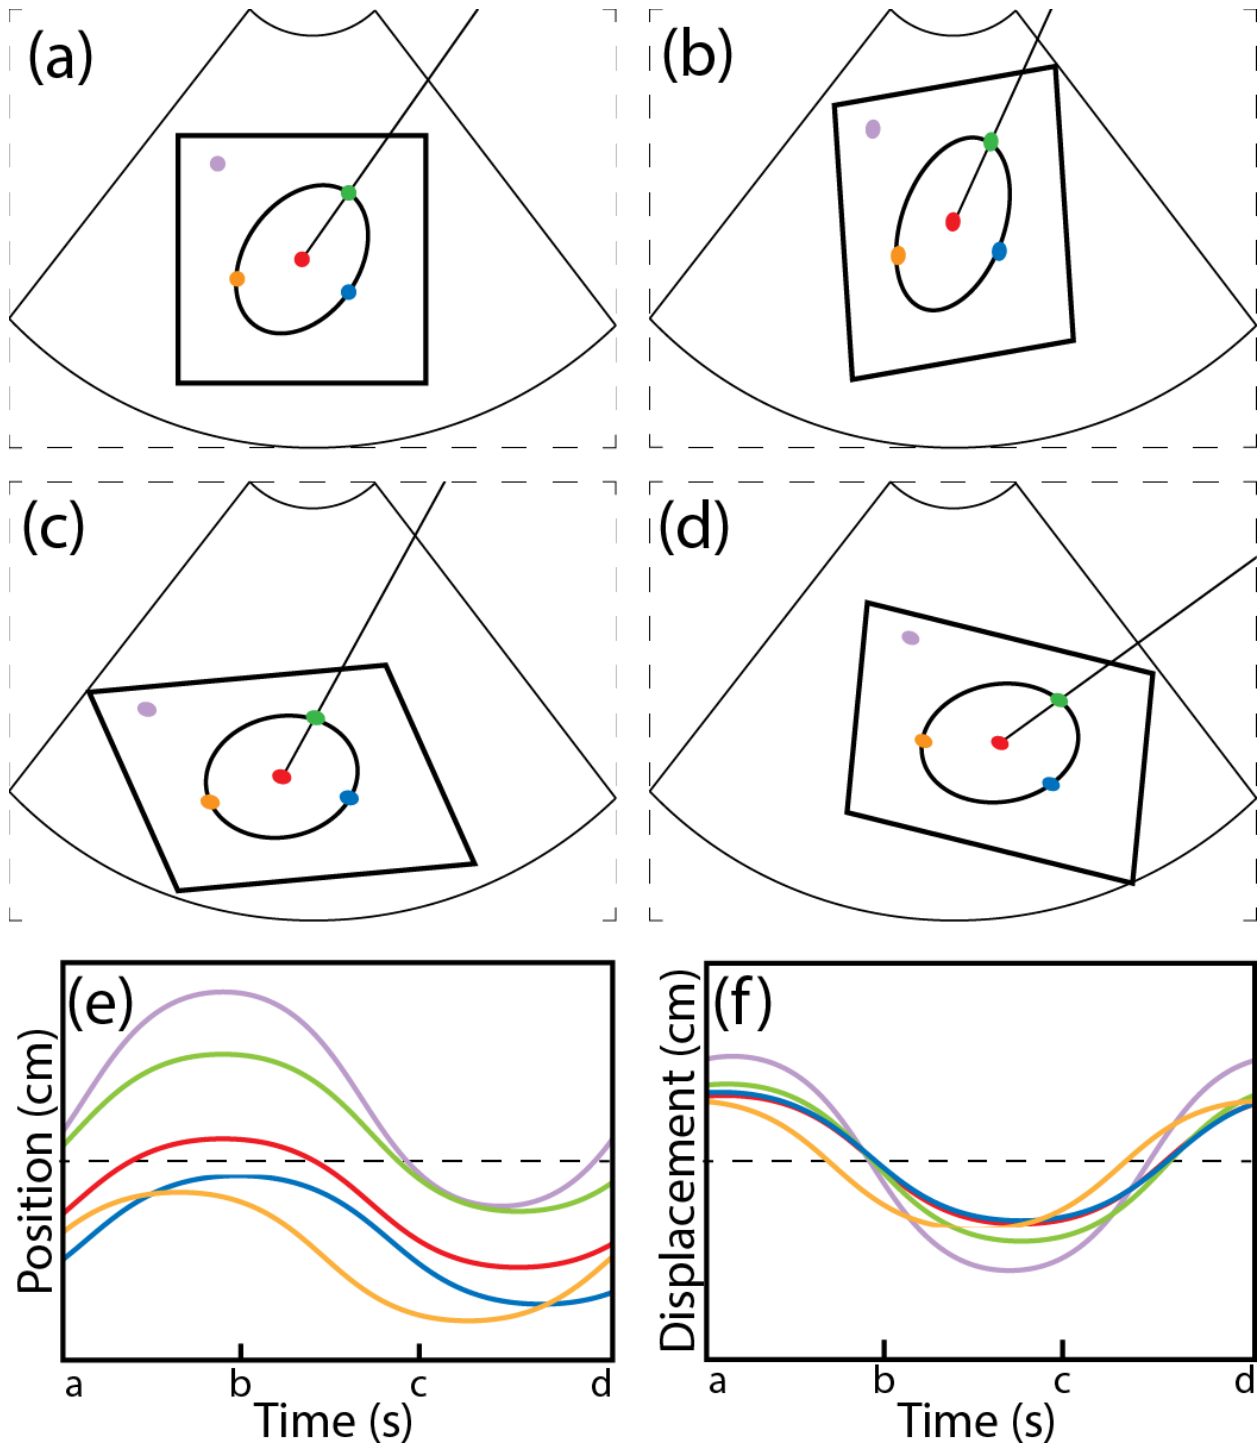 (a)
(b)
(c)
(d)
(e)
Position (cm)
a b c d
Time (s)
(f)
Displacement (cm)
a b c d
Time (s)